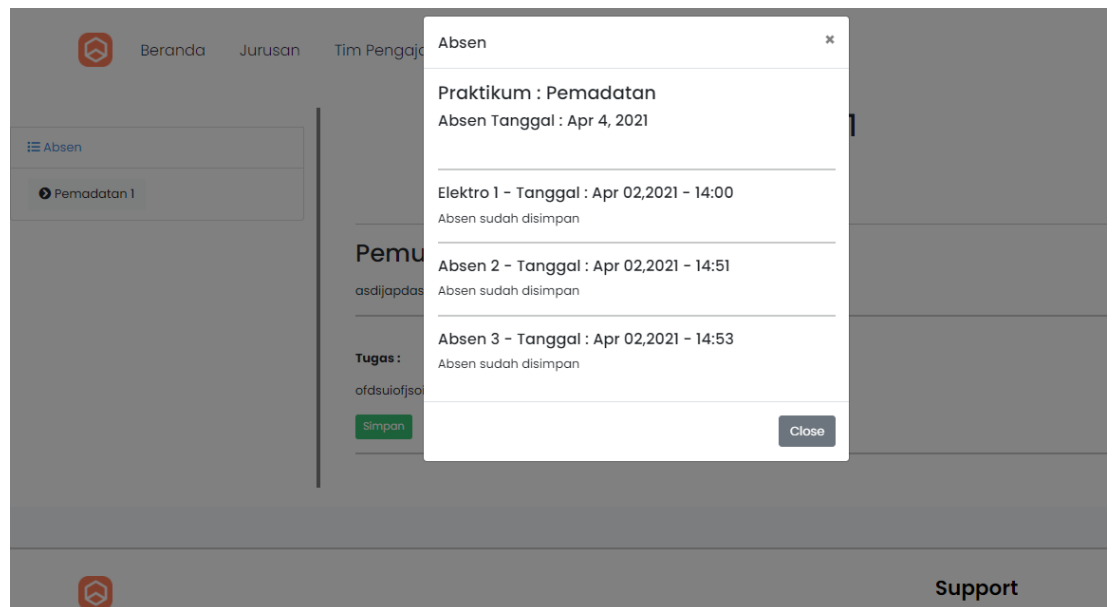 Beranda Jurusan Tim Pengajc
Absen
Pemadatan 1
1
Pemu
asdijapdas
Tugas :
ofdsuiofjsoi
Simpan
Absen ×
Praktikum : Pemadatan
Absen Tanggal : Apr 4, 2021
Elektro 1 - Tanggal : Apr 02,2021 - 14:00
Absen sudah disimpan
Absen 2 - Tanggal : Apr 02,2021 - 14:51
Absen sudah disimpan
Absen 3 - Tanggal : Apr 02,2021 - 14:53
Absen sudah disimpan
Close
Support